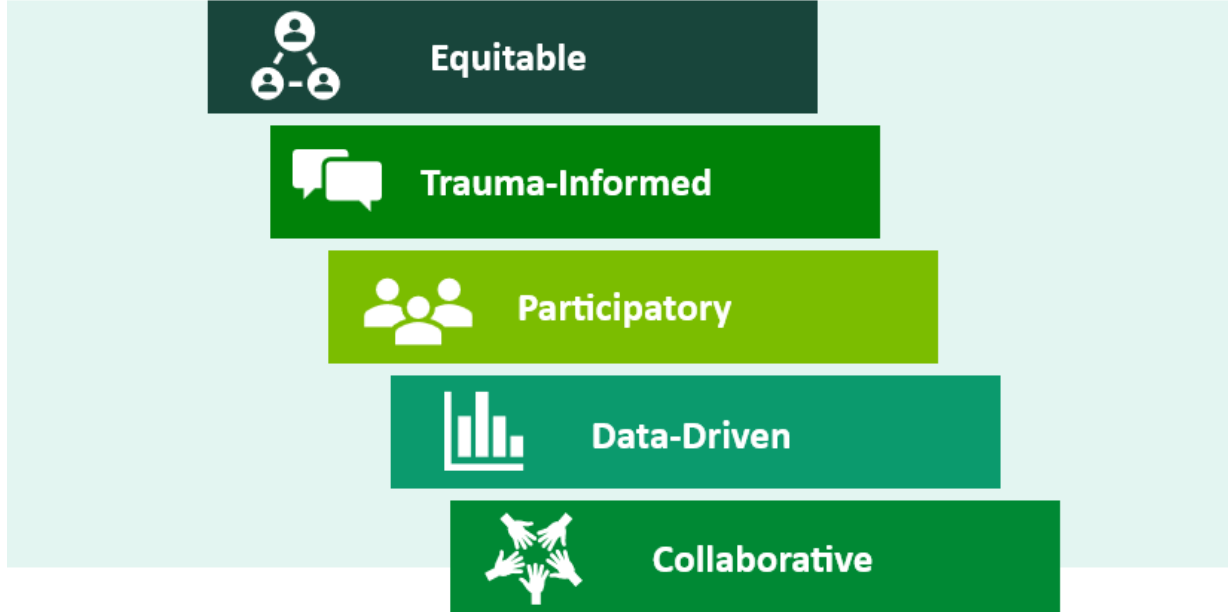 Equitable
Trauma-Informed
Participatory
Data-Driven
Collaborative